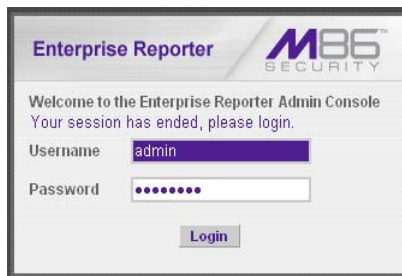 Enterprise Reporter
M86™
SECURITY
Welcome to the Enterprise Reporter Admin Console
Your session has ended, please login.
Username admin
Password ••••••••
Login